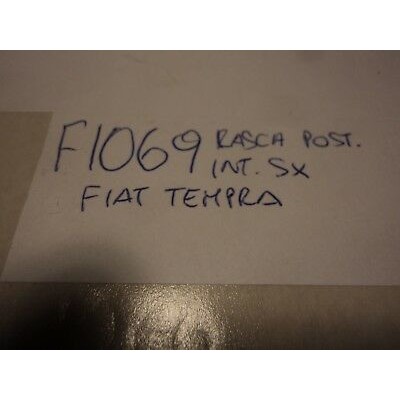 F1069 RASCA POST.
INT. SX
FIAT TEMPRA